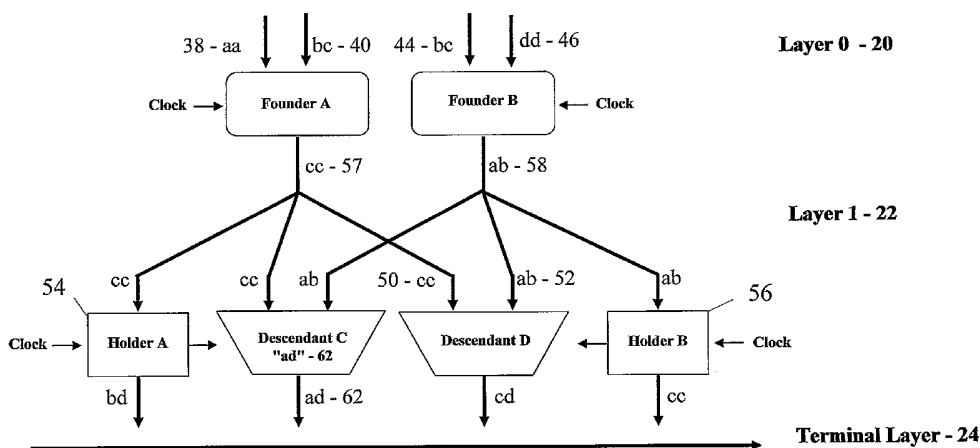 38 - aa
bc - 40
44 - bc
dd - 46
Layer 0 - 20
Clock
Founder A
Founder B
Clock
cc - 57
ab - 58
Layer 1 - 22
54
cc
cc
ab
50 - cc
ab - 52
ab
56
Clock
Holder A
Descendant C
"ad" - 62
Descendant D
Holder B
Clock
bd
ad - 62
cd
cc
Terminal Layer - 24